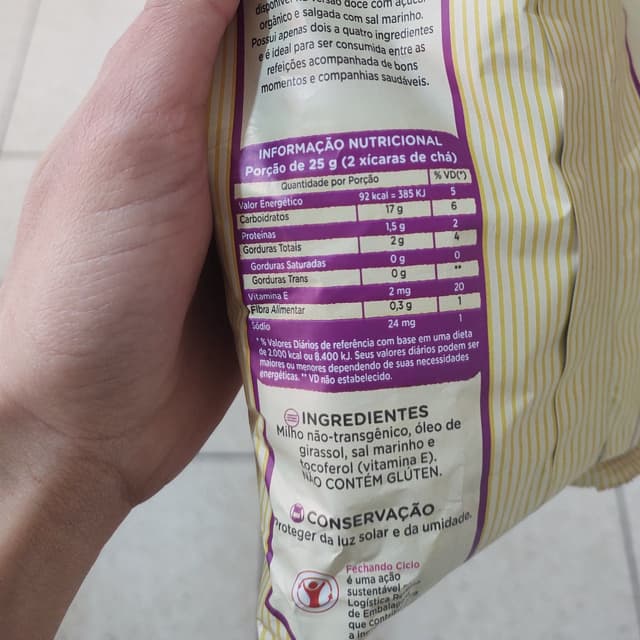 disponível na versão doce com açúcar
orgânico e salgada com sal marinho.
Possui apenas dois a quatro ingredientes
e é ideal para ser consumida entre as
refeições acompanhada de bons
momentos e companhias saudáveis.
INFORMAÇÃO NUTRICIONAL
Porção de 25 g (2 xícaras de chá)
Quantidade por Porção % VD(*)
Valor Energético 92 kcal = 385 KJ 5
Carboidratos 17 g 6
Proteínas 1,5 g 2
Gorduras Totais 2 g 4
Gorduras Saturadas 0 g 0
Gorduras Trans 0 g **
Vitamina E 2 mg 20
Fibra Alimentar 0,3 g 1
Sódio 24 mg 1
* % Valores Diários de referência com base em uma dieta
de 2.000 kcal ou 8.400 kJ. Seus valores diários podem ser
maiores ou menores dependendo de suas necessidades
energéticas. ** VD não estabelecido.
INGREDIENTES
Milho não-transgênico, óleo de
girassol, sal marinho e
tocoferol (vitamina E).
NÃO CONTÉM GLÚTEN.
CONSERVAÇÃO
Proteger da luz solar e da umidade.
Fechando Ciclo
é uma ação
sustentável
Logística
de
que
a